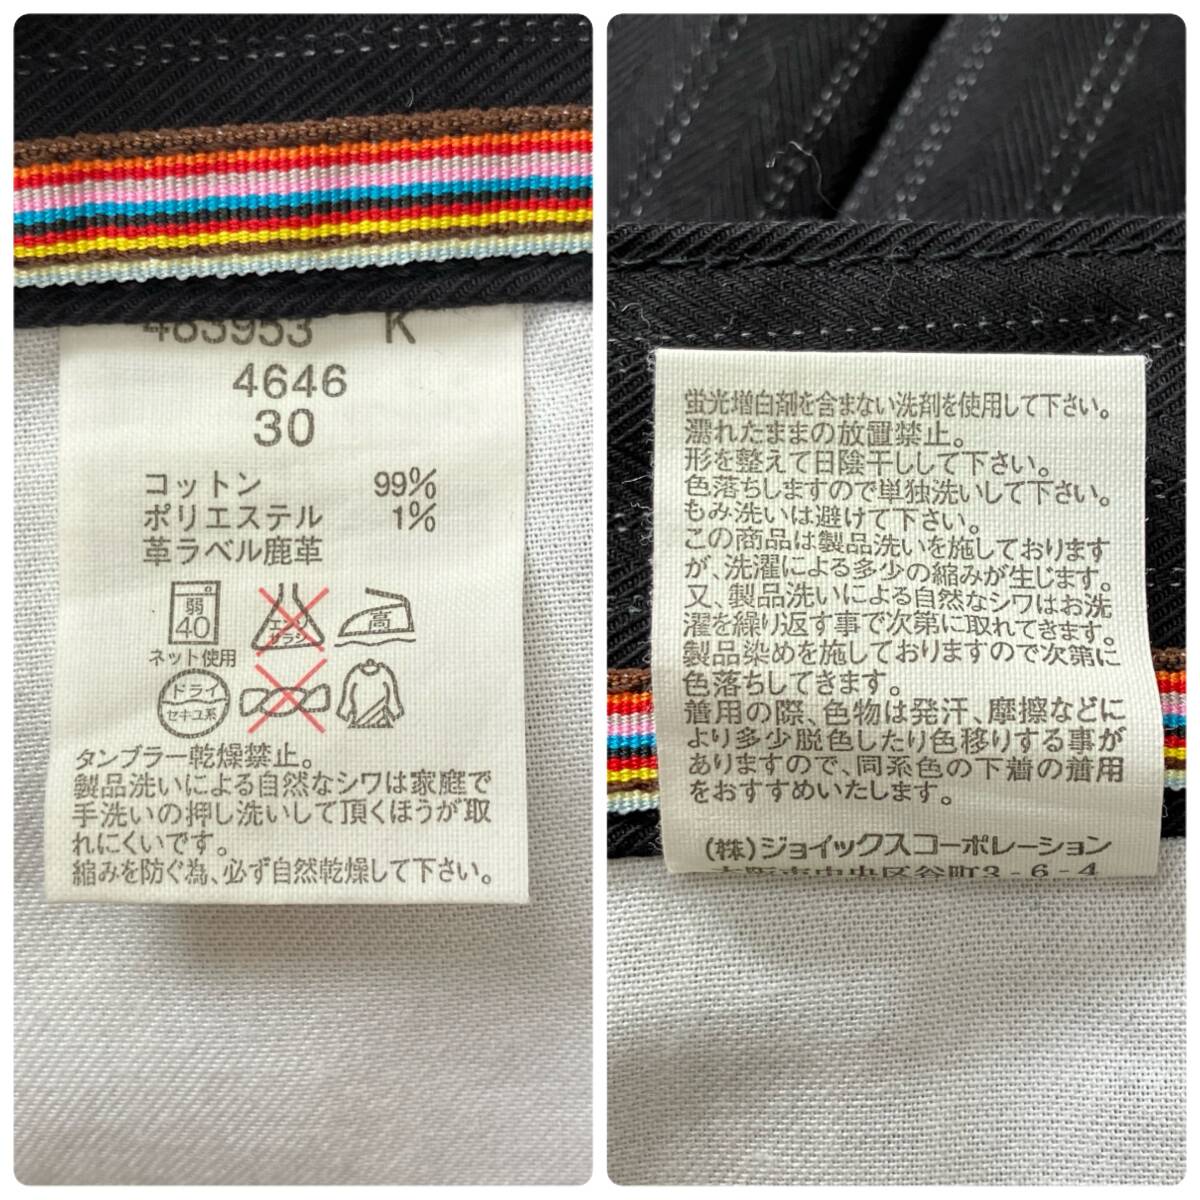 483953 K
4646
30
コットン 99%
ポリエステル 1%
革ラベル鹿革
弱
40
ネット使用
エンソ
サラシ
高
ドライ
セキユ系
タンブラー乾燥禁止。
製品洗いによる自然なシワは家庭で
手洗いの押し洗いして頂くほうが取
れにくいです。
縮みを防ぐ為、必ず自然乾燥して下さい。
蛍光増白剤を含まない洗剤を使用して下さい。
濡れたままの放置禁止。
形を整えて日陰干しして下さい。
色落ちしますので単独洗いして下さい。
もみ洗いは避けて下さい。
この商品は製品洗いを施しております
が、洗濯による多少の縮みが生じます。
又、製品洗いによる自然なシワはお洗
濯を繰り返す事で次第に取れてきます。
製品染めを施しておりますので次第に
色落ちしてきます。
着用の際、色物は発汗、摩擦などに
より多少脱色したり色移りする事が
ありますので、同系色の下着の着用
をおすすめいたします。
(株)ジョイックスコーポレーション
大阪市中央区谷町3-6-4